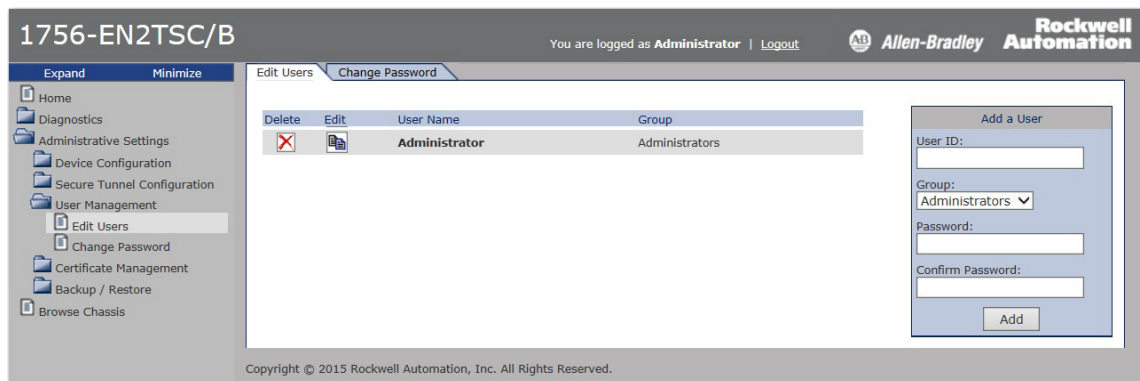 1756-EN2TSC/B
You are logged as Administrator | Logout
AB Allen-Bradley
Rockwell
Automation
Expand Minimize
Home
Diagnostics
Administrative Settings
Device Configuration
Secure Tunnel Configuration
User Management
Edit Users
Change Password
Certificate Management
Backup / Restore
Browse Chassis
Edit Users Change Password
Delete Edit User Name Group
Administrator Administrators
Add a User
User ID:
Group:
Administrators
Password:
Confirm Password:
Add
Copyright © 2015 Rockwell Automation, Inc. All Rights Reserved.